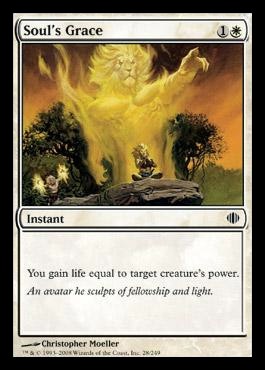 Soul's Grace 1
Instant
You gain life equal to target creature's power.
An avatar he sculpts of fellowship and light.
Christopher Moeller
™ & © 1993-2008 Wizards of the Coast, Inc. 28/249